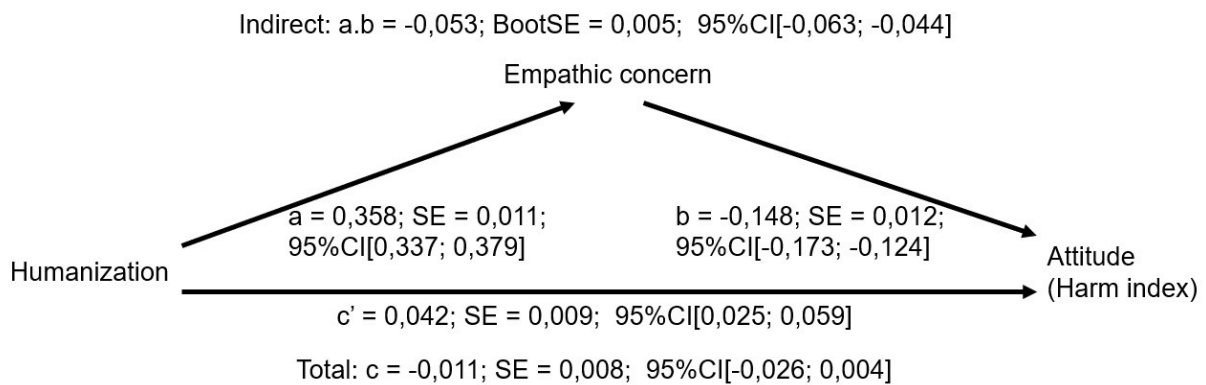 Indirect: a.b = -0,053; BootSE = 0,005; 95%CI[-0,063; -0,044]
Empathic concern
a = 0,358; SE = 0,011;
95%CI[0,337; 0,379]
b = -0,148; SE = 0,012;
95%CI[-0,173; -0,124]
Humanization
Attitude
(Harm index)
c’ = 0,042; SE = 0,009; 95%CI[0,025; 0,059]
Total: c = -0,011; SE = 0,008; 95%CI[-0,026; 0,004]